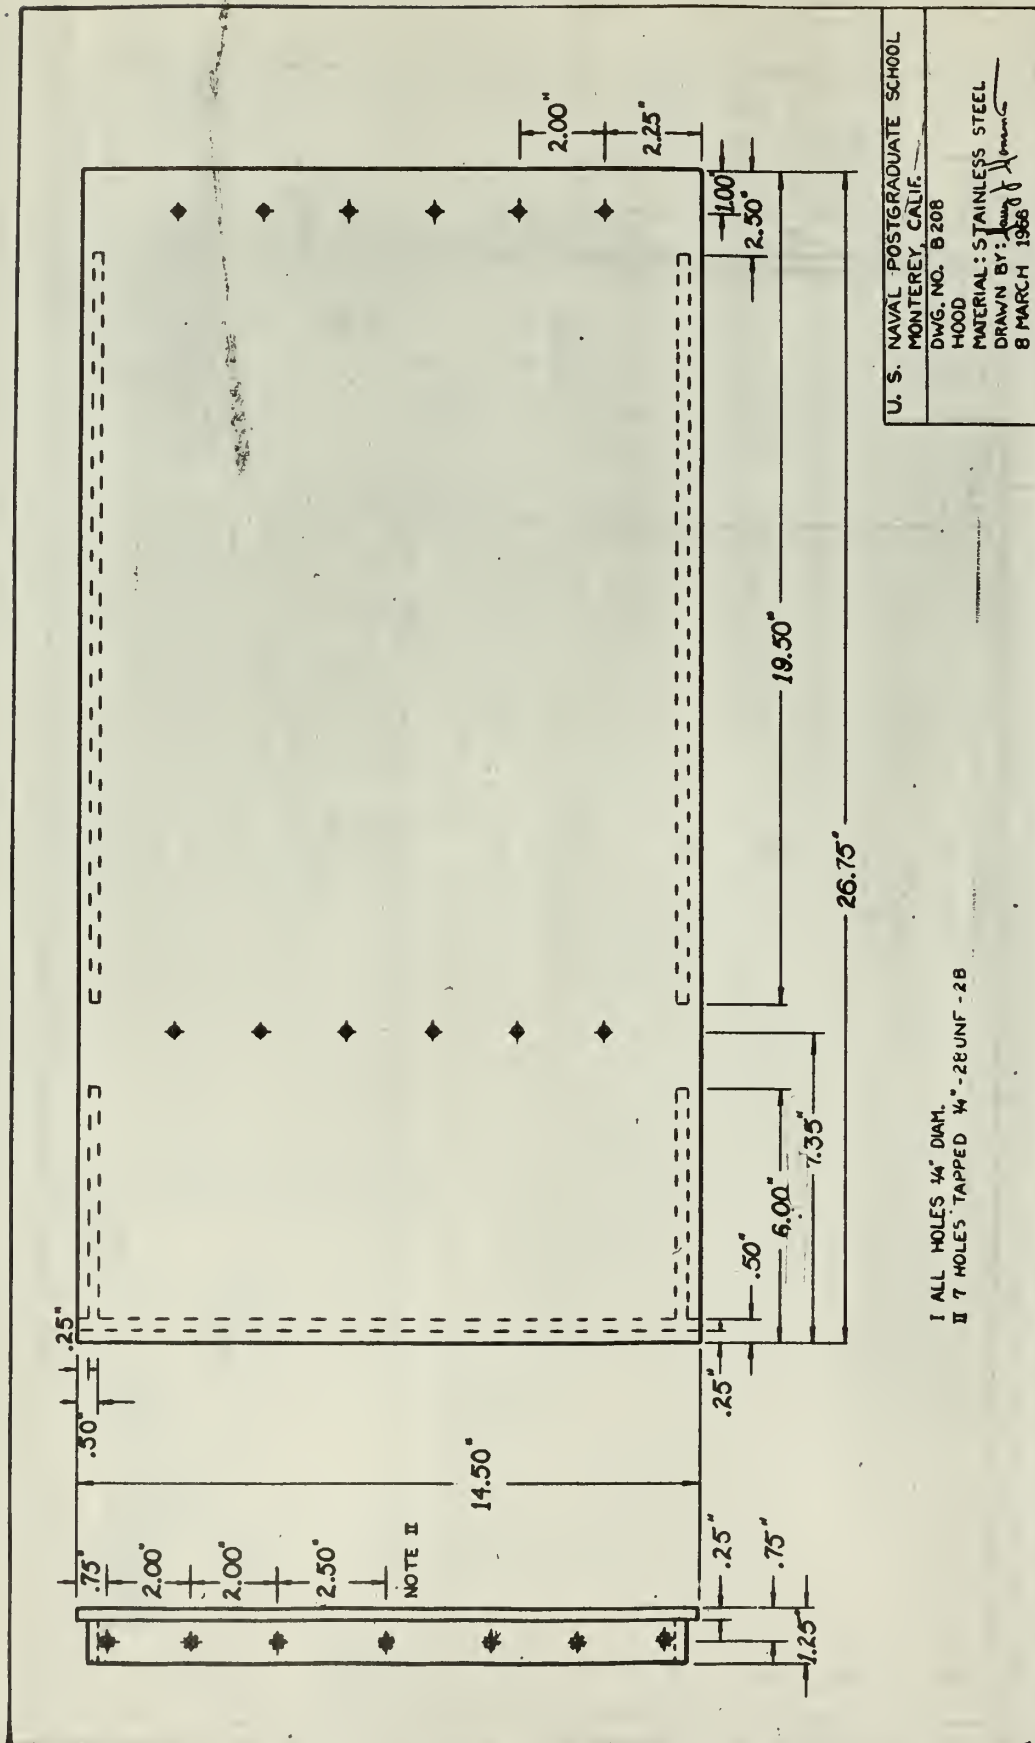 U. S. NAVAL POSTGRADUATE SCHOOL
MONTEREY, CALIF.
DWG. NO. B208
HOOD
MATERIAL: STAINLESS STEEL
DRAWN BY:
8 MARCH 1966
2.00"
2.25"
1.00"
2.50"
19.50"
26.75"
7.35"
6.00"
.50"
.25"
.25"
.50"
14.50"
.75"
2.00"
2.00"
2.50"
NOTE II
.25"
.75"
1.25"
I ALL HOLES 1/4" DIAM.
II 7 HOLES TAPPED 1/4"-28UNF-2B